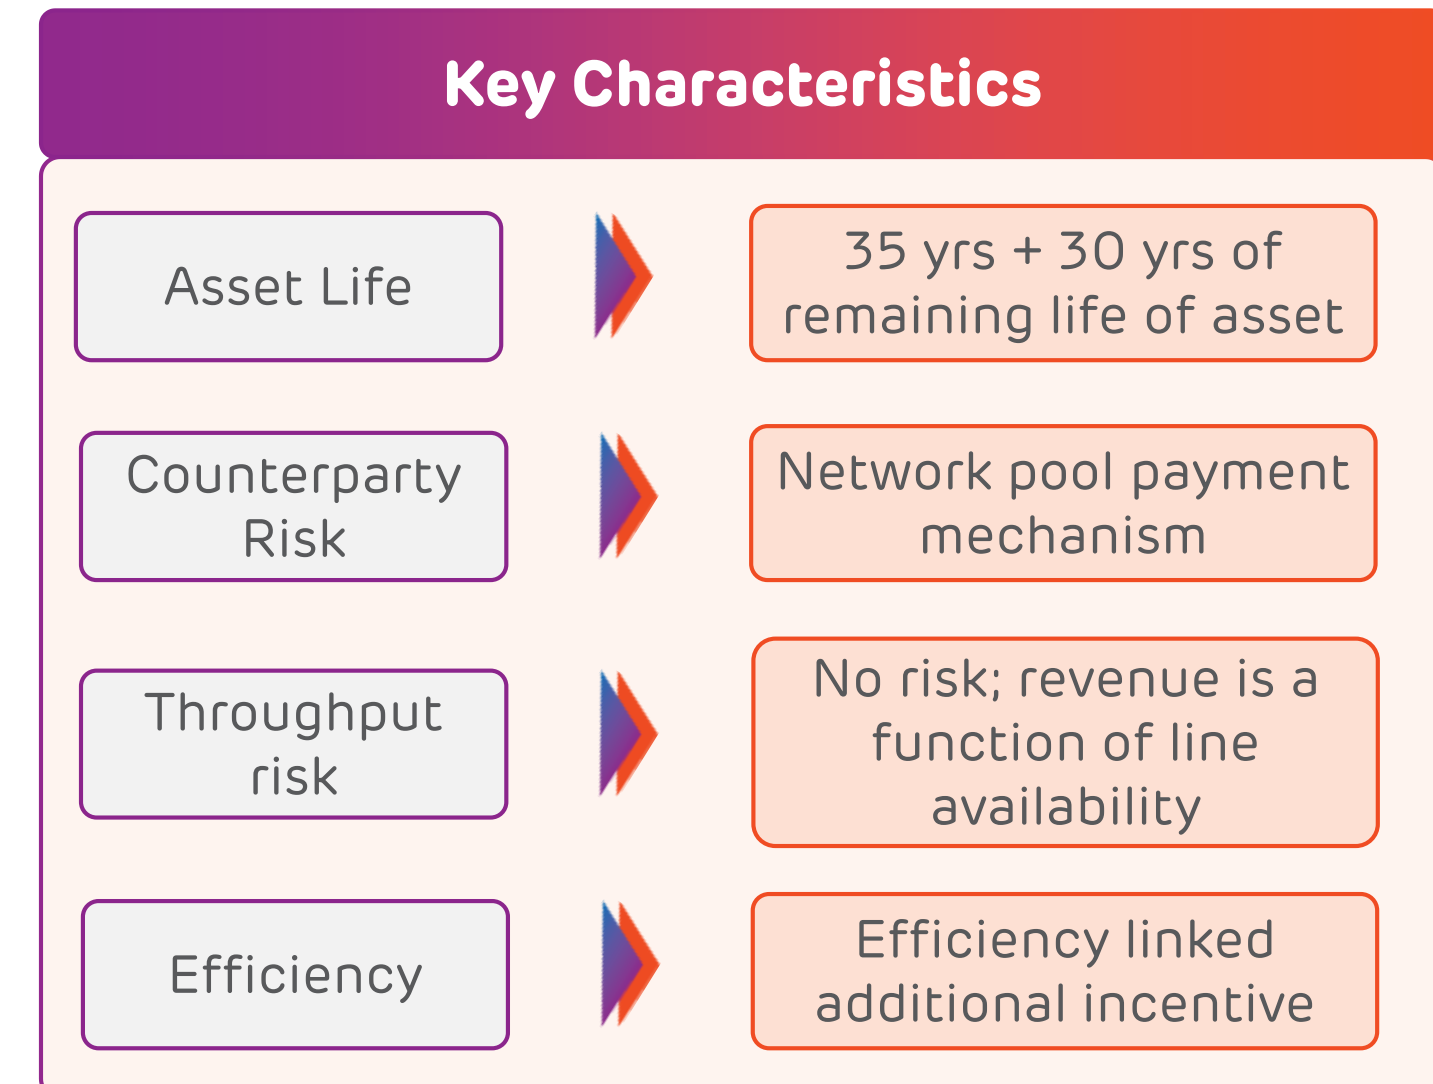 Key Characteristics
Asset Life
35 yrs + 30 yrs of
remaining life of asset
Counterparty
Risk
Network pool payment
mechanism
Throughput
risk
No risk; revenue is a
function of line
availability
Efficiency
Efficiency linked
additional incentive